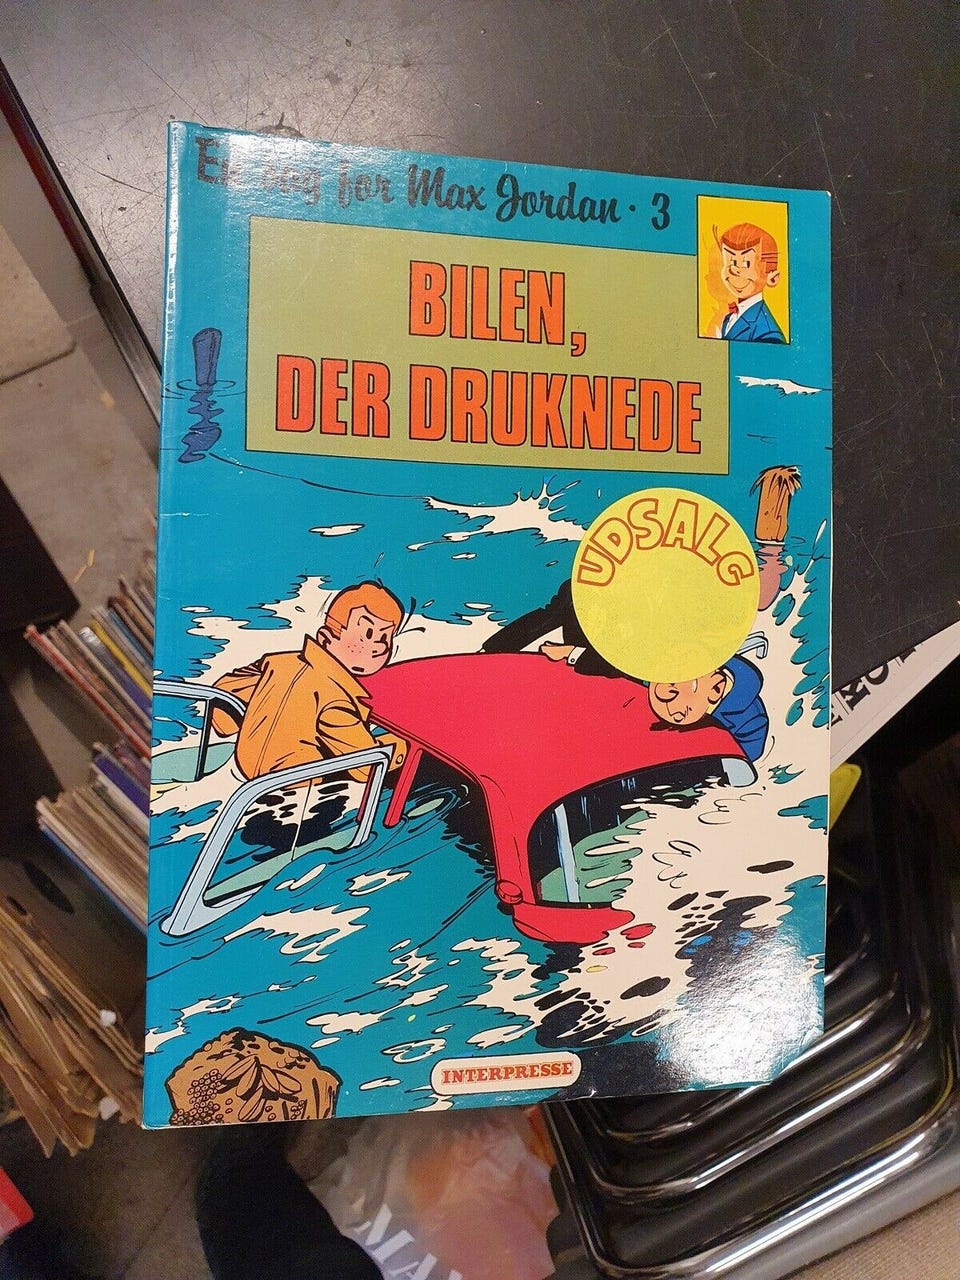 En sag for Max Jordan · 3
BILEN,
DER DRUKNEDE
UDSALG
INTERPRESSE